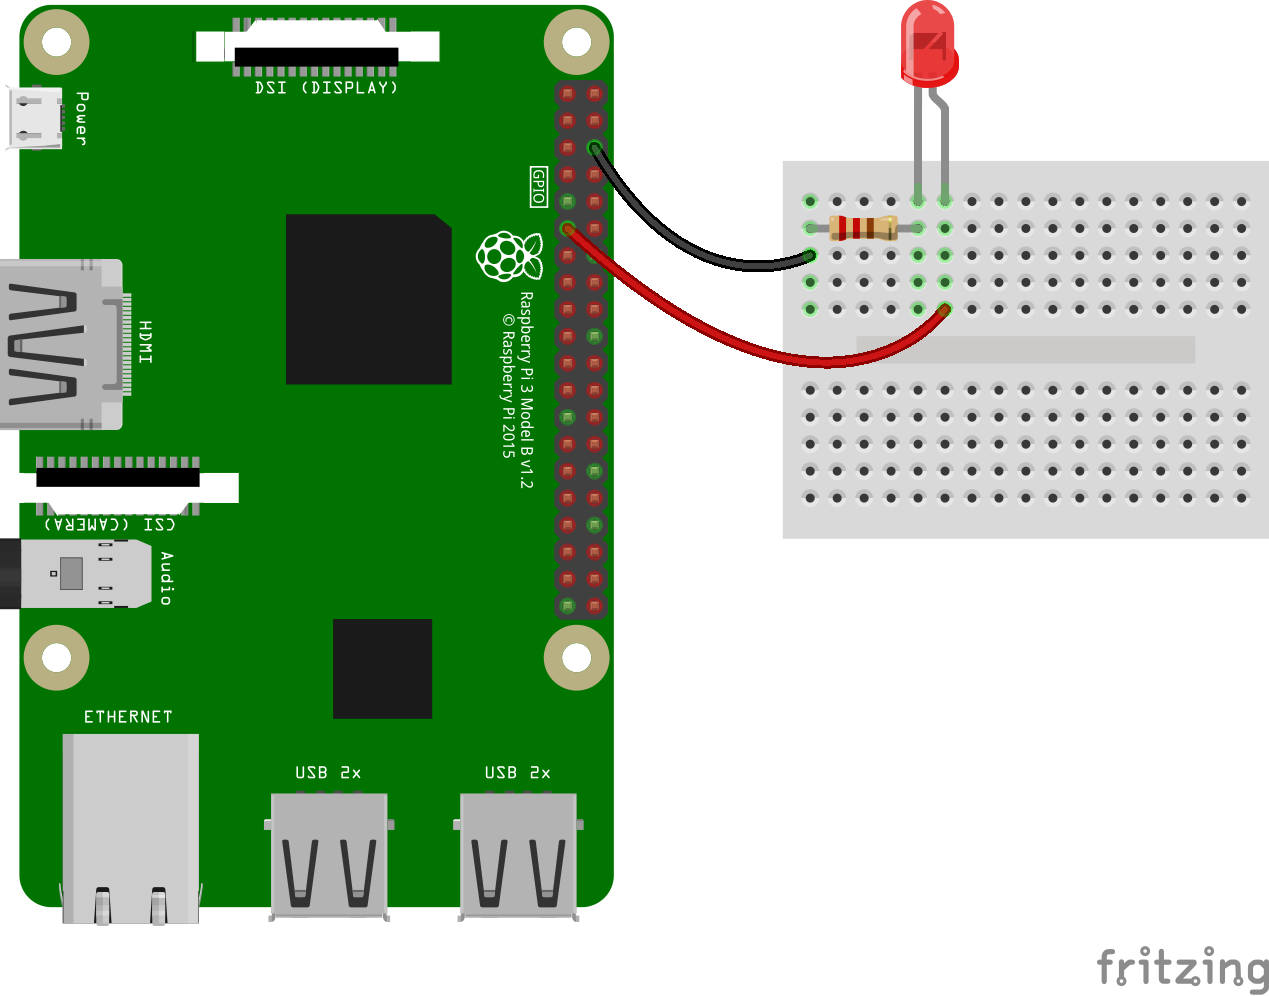 DSI (DISPLAY)
Power
GPIO
Raspberry Pi 3 Model B v1.2
© Raspberry Pi 2015
HDMI
CSI (CAMERA)
Audio
ETHERNET
USB 2x
USB 2x
fritzing